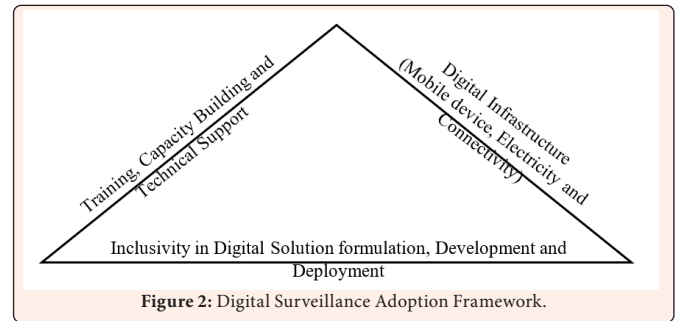 Training, Capacity Building and
Technical Support
Digital Infrastructure
(Mobile device, Electricity and
Connectivity)
Inclusivity in Digital Solution formulation, Development and
Deployment
Figure 2: Digital Surveillance Adoption Framework.